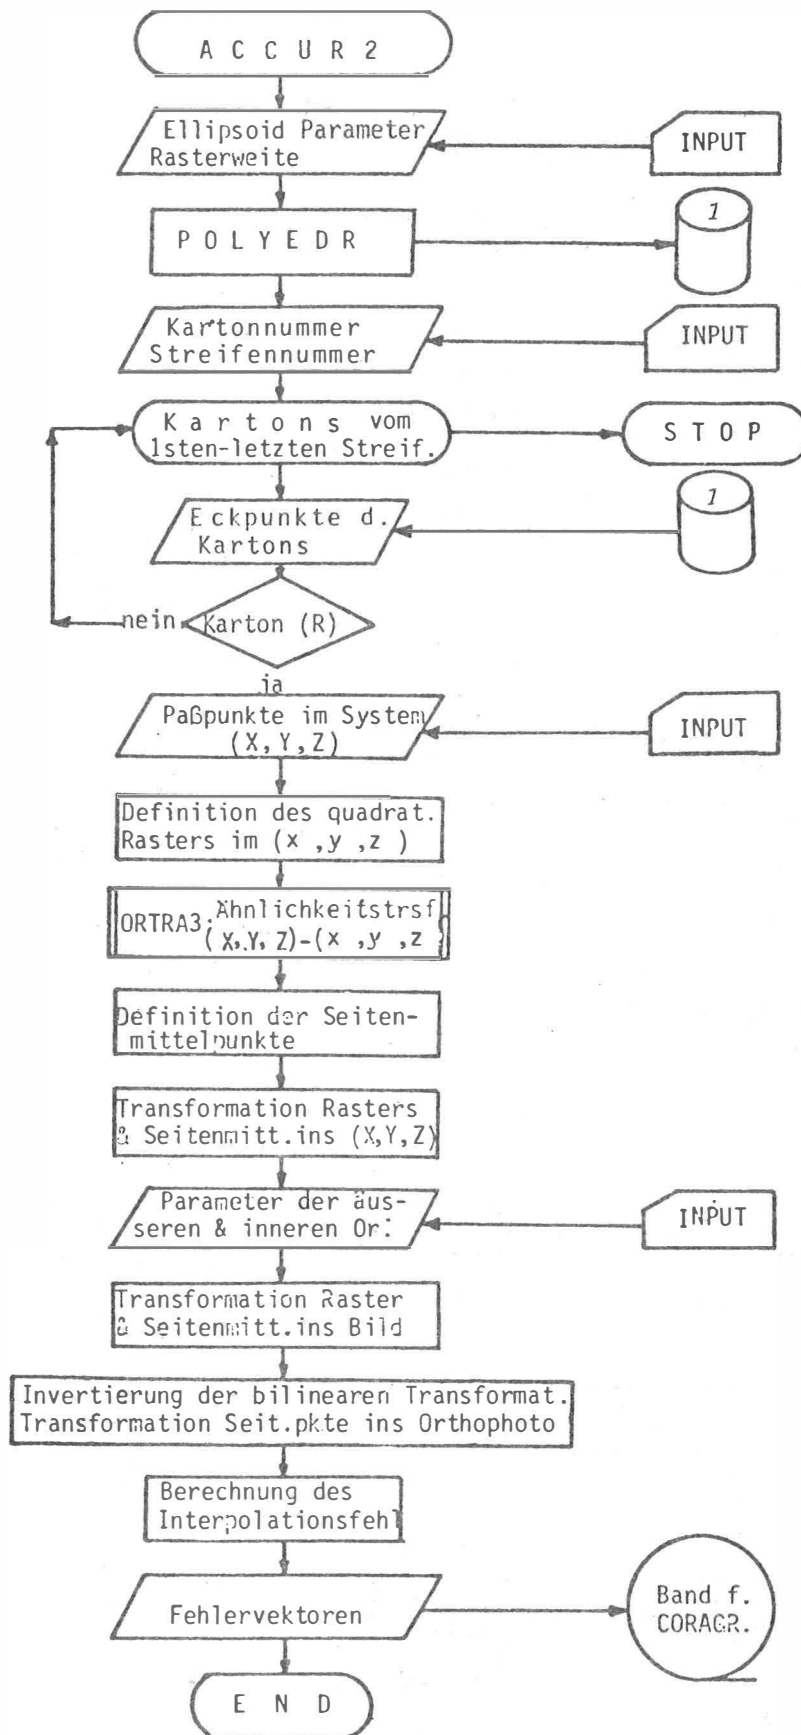 A C C U R 2
Ellipsoid Parameter
Rasterweite
INPUT
P O L Y E D R
1
Kartonnummer
Streifennummer
INPUT
K a r t o n s vom
1sten-letzten Streif.
S T O P
Eckpunkte d.
Kartons
1
nein
Karton (R)
ja
Paßpunkte im System
(X,Y,Z)
INPUT
Definition des quadrat.
Rasters im (x ,y ,z )
ORTRA3: Ähnlichkeitstrsf
(X,Y,Z)-(x ,y ,z
Definition der Seiten-
mittelpunkte
Transformation Rasters
& Seitenmitt.ins (X,Y,Z)
Parameter der äus-
seren & inneren Or.
INPUT
Transformation Raster
& Seitenmitt.ins Bild
Invertierung der bilinearen Transformat.
Transformation Seit.pkte ins Orthophoto
Berechnung des
Interpolationsfehl
Fehlervektoren
Band f.
CORAGR.
E N D